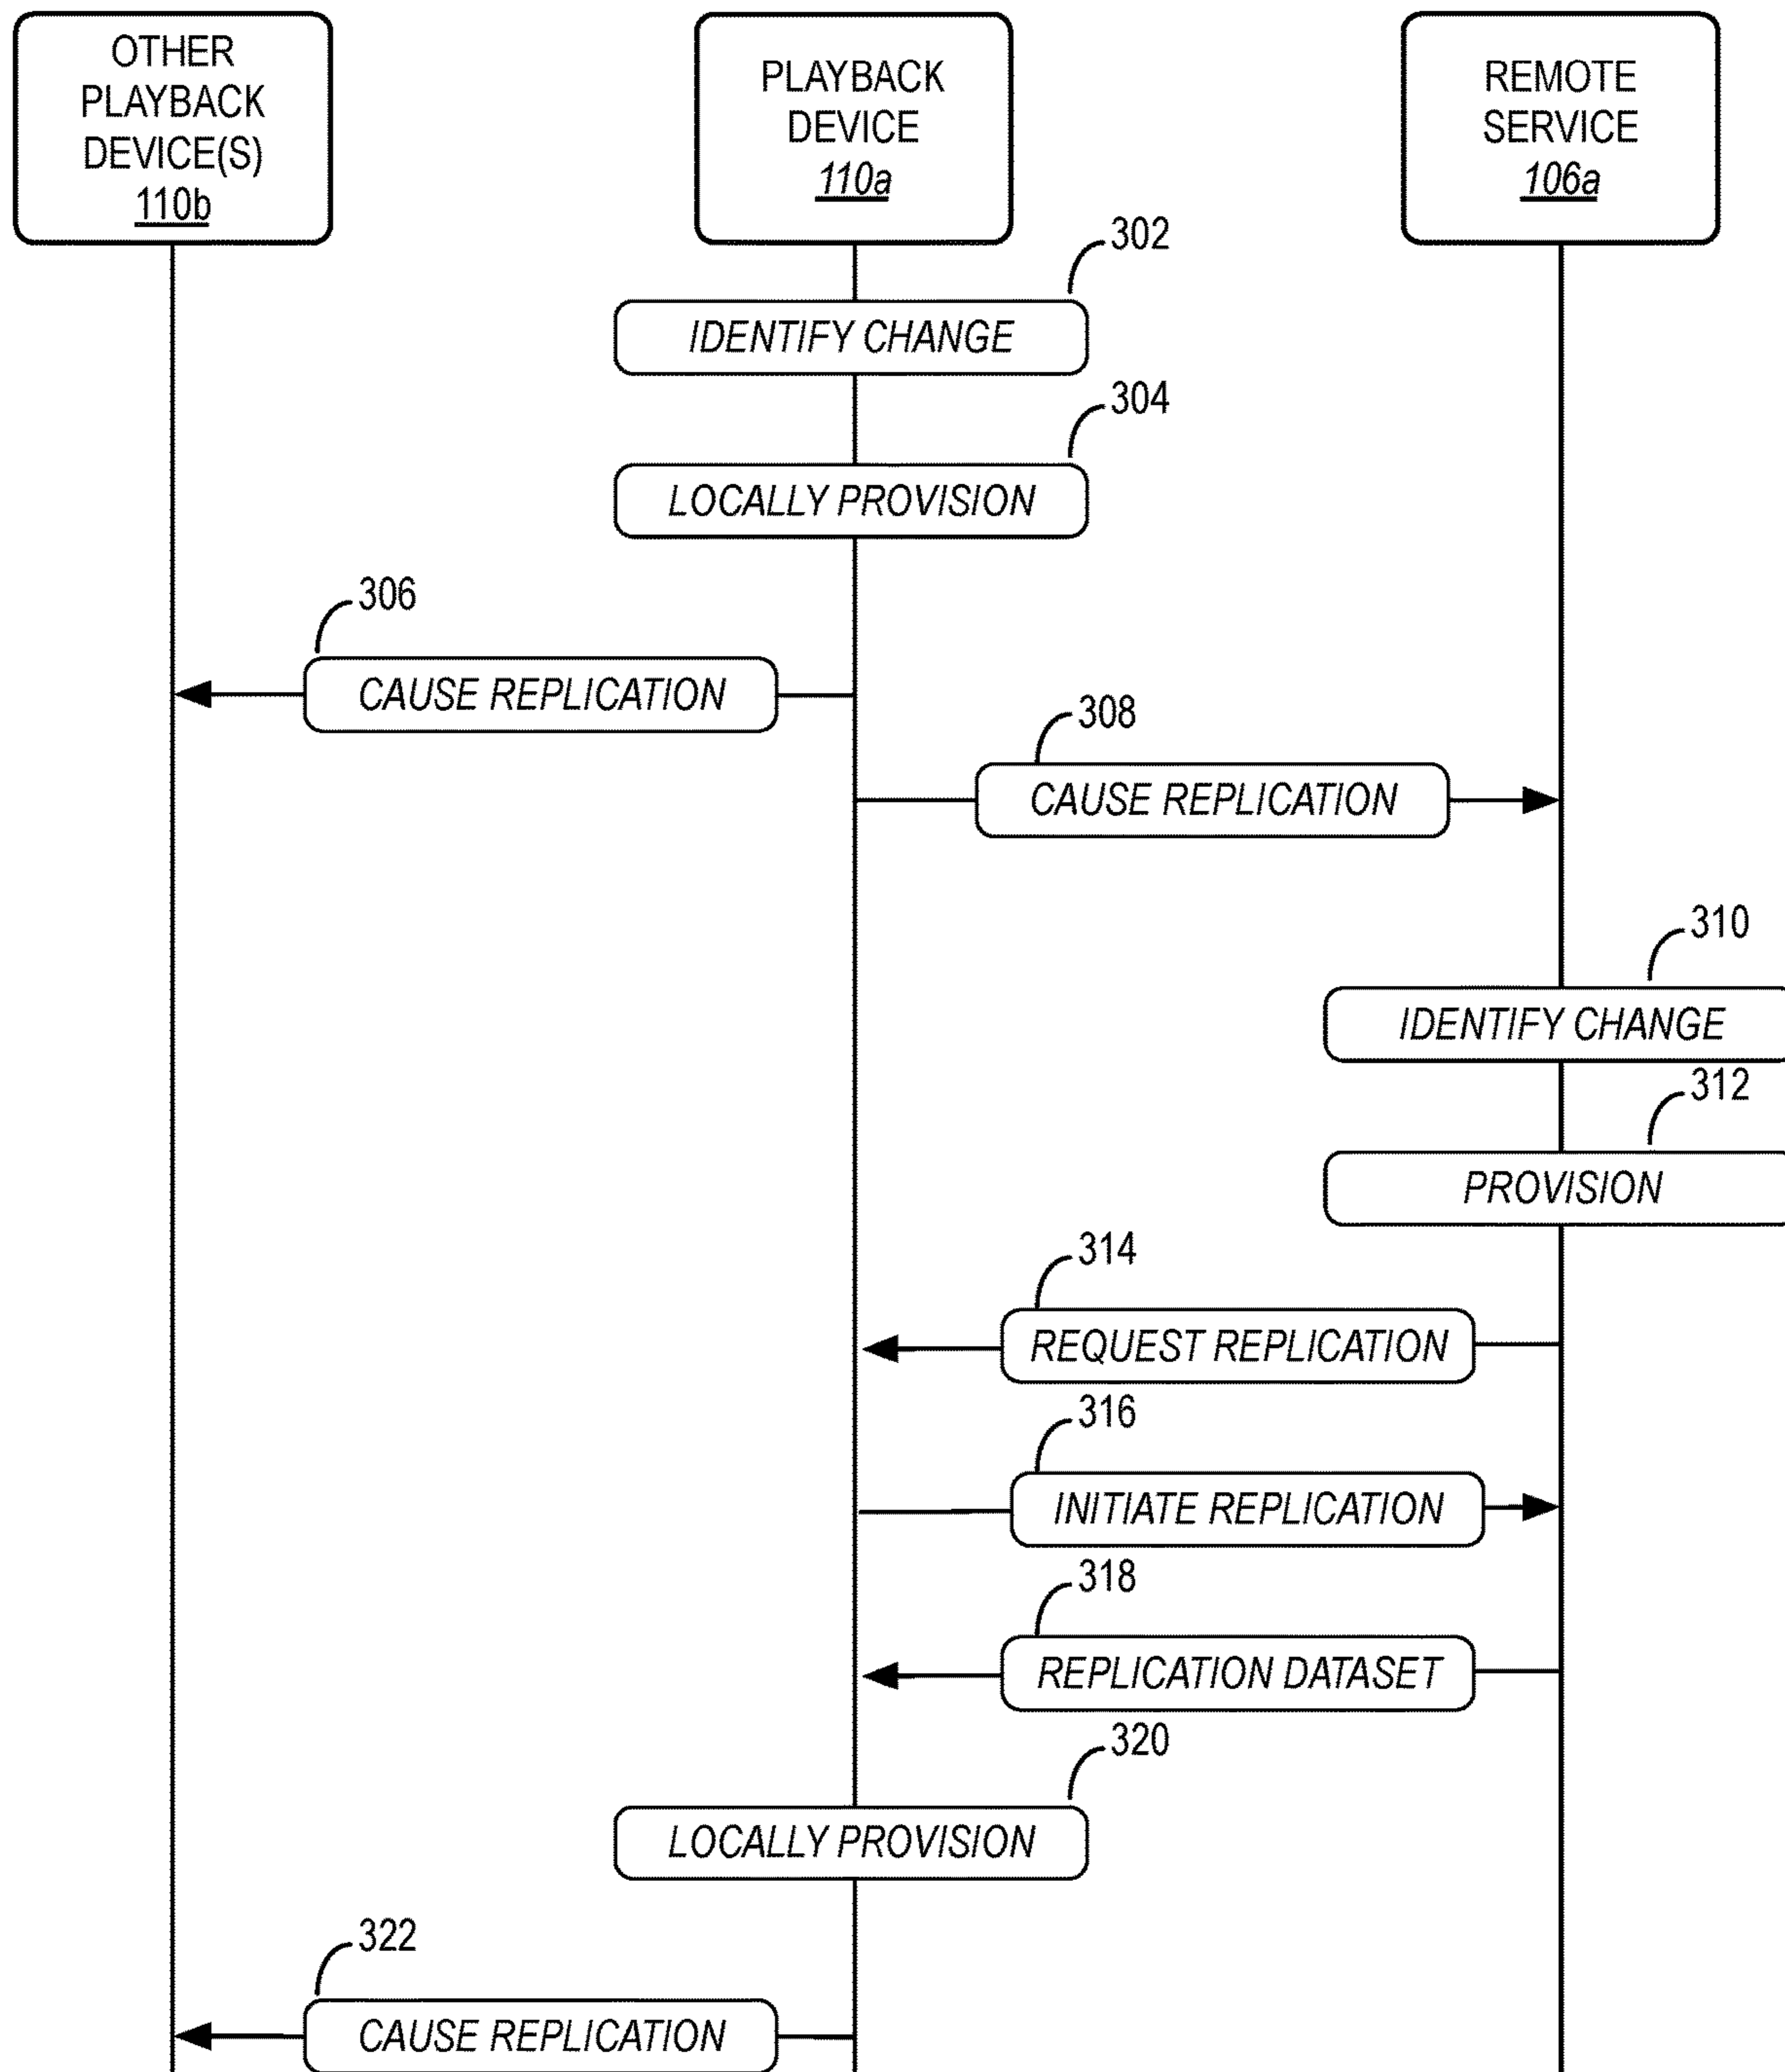 OTHER
PLAYBACK
DEVICE(S)
110b
PLAYBACK
DEVICE
110a
REMOTE
SERVICE
106a
302
IDENTIFY CHANGE
304
LOCALLY PROVISION
306
CAUSE REPLICATION
308
CAUSE REPLICATION
310
IDENTIFY CHANGE
312
PROVISION
314
REQUEST REPLICATION
316
INITIATE REPLICATION
318
REPLICATION DATASET
320
LOCALLY PROVISION
322
CAUSE REPLICATION